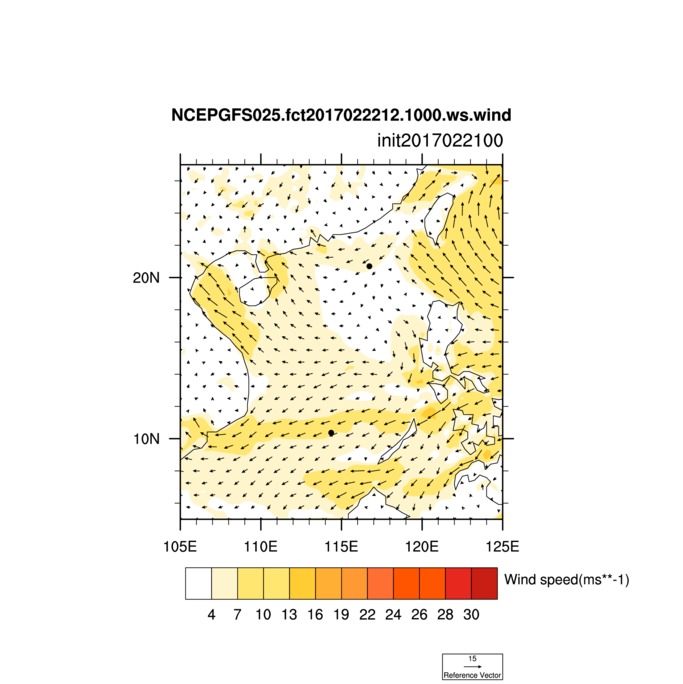 NCEPGFS025.fct2017022212.1000.ws.wind
init2017022100
20N
10N
105E 110E 115E 120E 125E
Wind speed(ms**-1)
4 7 10 13 16 19 22 24 26 28 30
15
Reference Vector